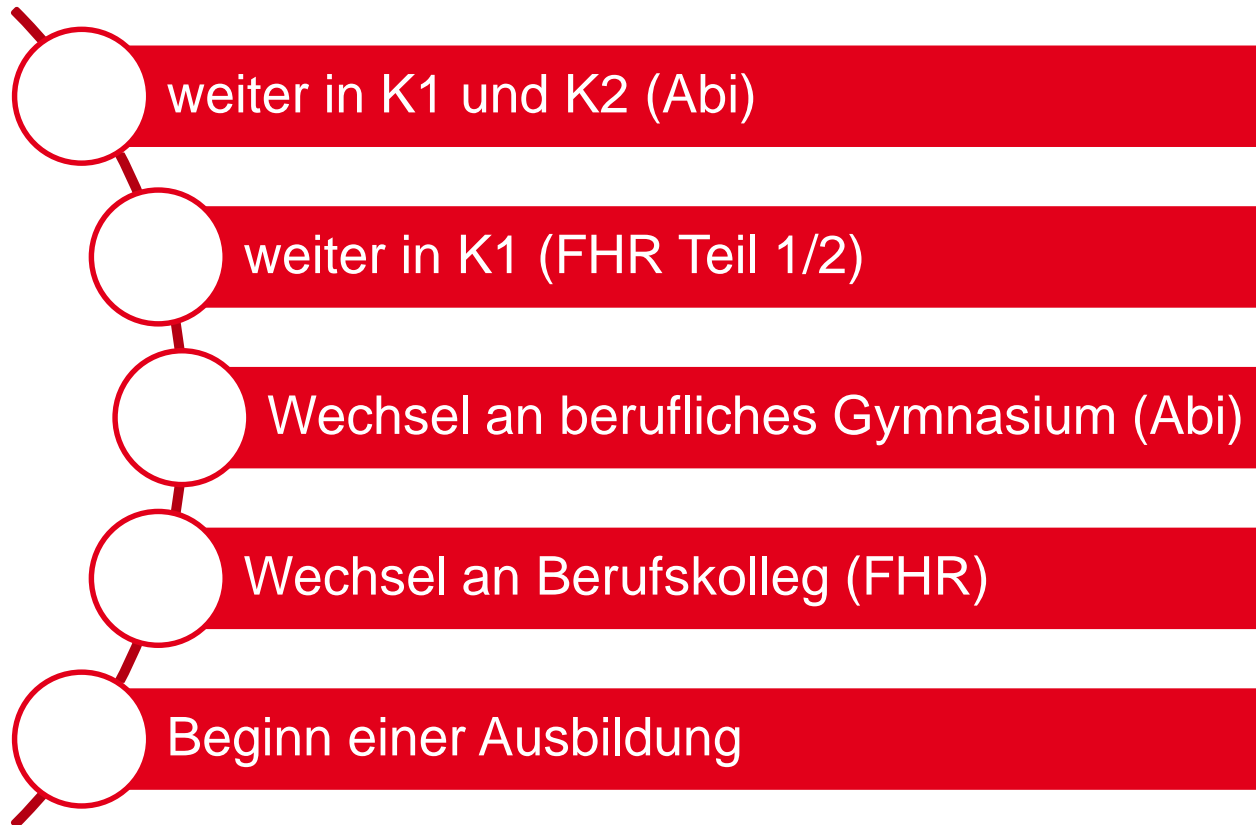 weiter in K1 und K2 (Abi)
weiter in K1 (FHR Teil 1/2)
Wechsel an berufliches Gymnasium (Abi)
Wechsel an Berufskolleg (FHR)
Beginn einer Ausbildung